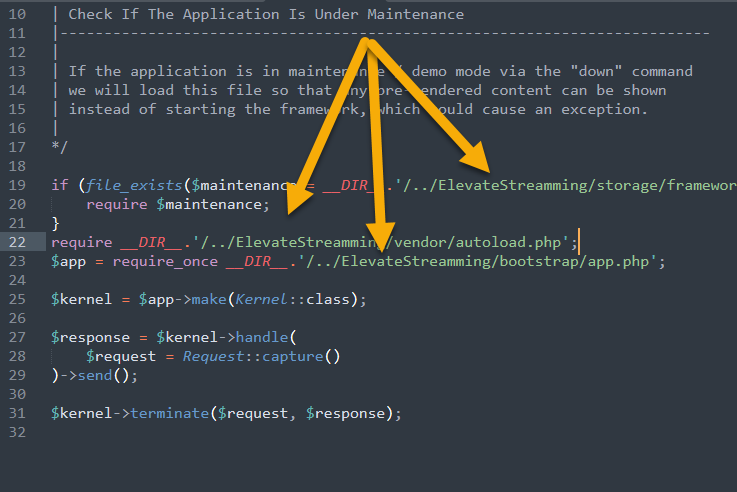 10 | Check If The Application Is Under Maintenance
11 |--------------------------------------------------------------------------
12 |
13 | If the application is in / demo mode via the "down" command
14 | we will load this file so that content can be shown
15 | instead of starting the framework, which could cause an exception.
16 |
17 */
18
19 if (file_exists($maintenance = __DIR__.'/../ElevateStreamming/storage/framewor
20 require $maintenance;
21 }
22 require __DIR__.'/../ElevateStreamming/vendor/autoload.php';
23 $app = require_once __DIR__.'/../ElevateStreamming/bootstrap/app.php';
24
25 $kernel = $app->make(Kernel::class);
26
27 $response = $kernel->handle(
28 $request = Request::capture()
29 )->send();
30
31 $kernel->terminate($request, $response);
32